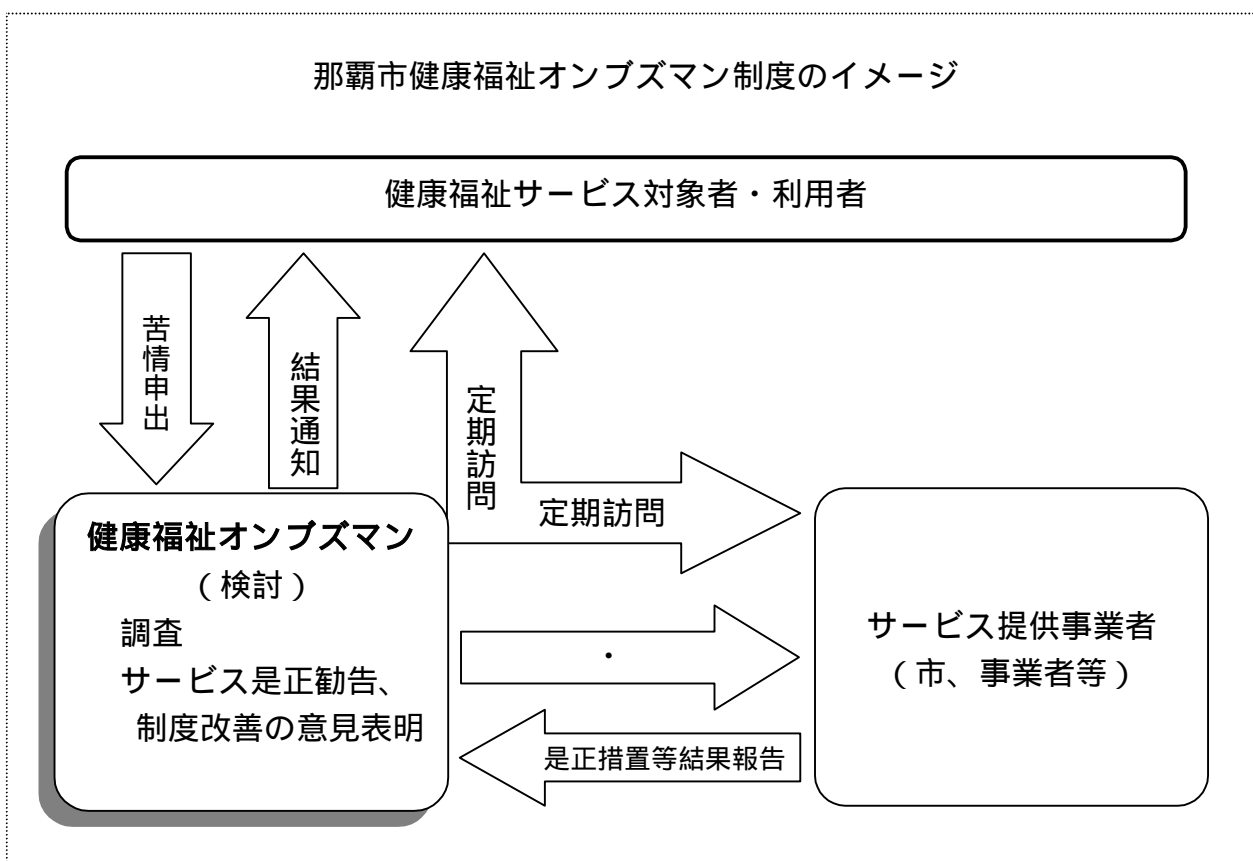 那覇市健康福祉オンブズマン制度のイメージ
健康福祉サービス対象者・利用者
苦情申出
結果通知
定期訪問
定期訪問
健康福祉オンブズマン
（検討）
調査
サービス是正勧告、
制度改善の意見表明
・
是正措置等結果報告
サービス提供事業者
（市、事業者等）